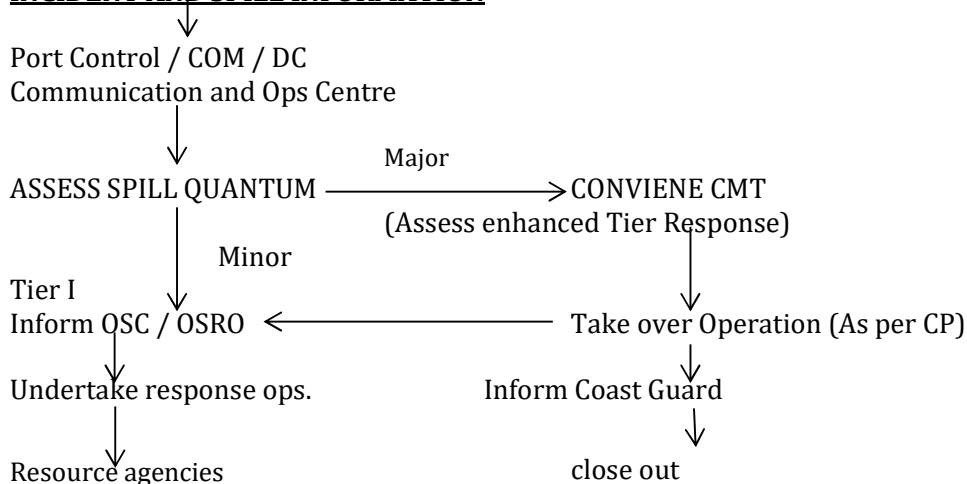 INCIDENT AND SPILL INFORMATION
Port Control / COM / DC
Communication and Ops Centre
Major
ASSESS SPILL QUANTUM
CONVIENE CMT
(Assess enhanced Tier Response)
Minor
Tier I
Inform OSC / OSRO
Take over Operation (As per CP)
Undertake response ops.
Inform Coast Guard
Resource agencies
close out